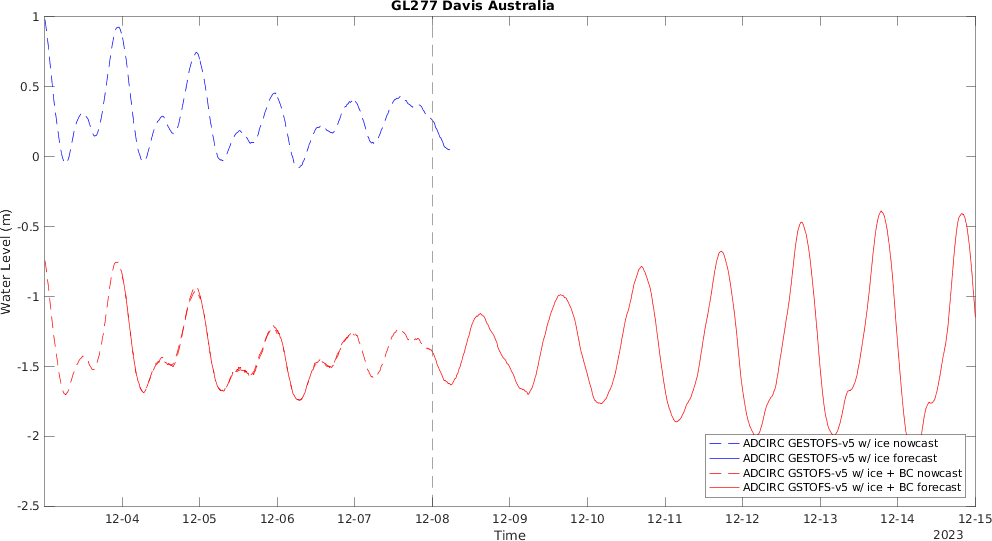 GL277 Davis Australia
1
0.5
0
-0.5
-1
-1.5
-2
-2.5
Water Level (m)
ADCIRC GESTOFS-v5 w/ ice nowcast
ADCIRC GESTOFS-v5 w/ ice forecast
ADCIRC GSTOFS-v5 w/ ice + BC nowcast
ADCIRC GSTOFS-v5 w/ ice + BC forecast
12-04 12-05 12-06 12-07 12-08 12-09 12-10 12-11 12-12 12-13 12-14 12-15
Time
2023